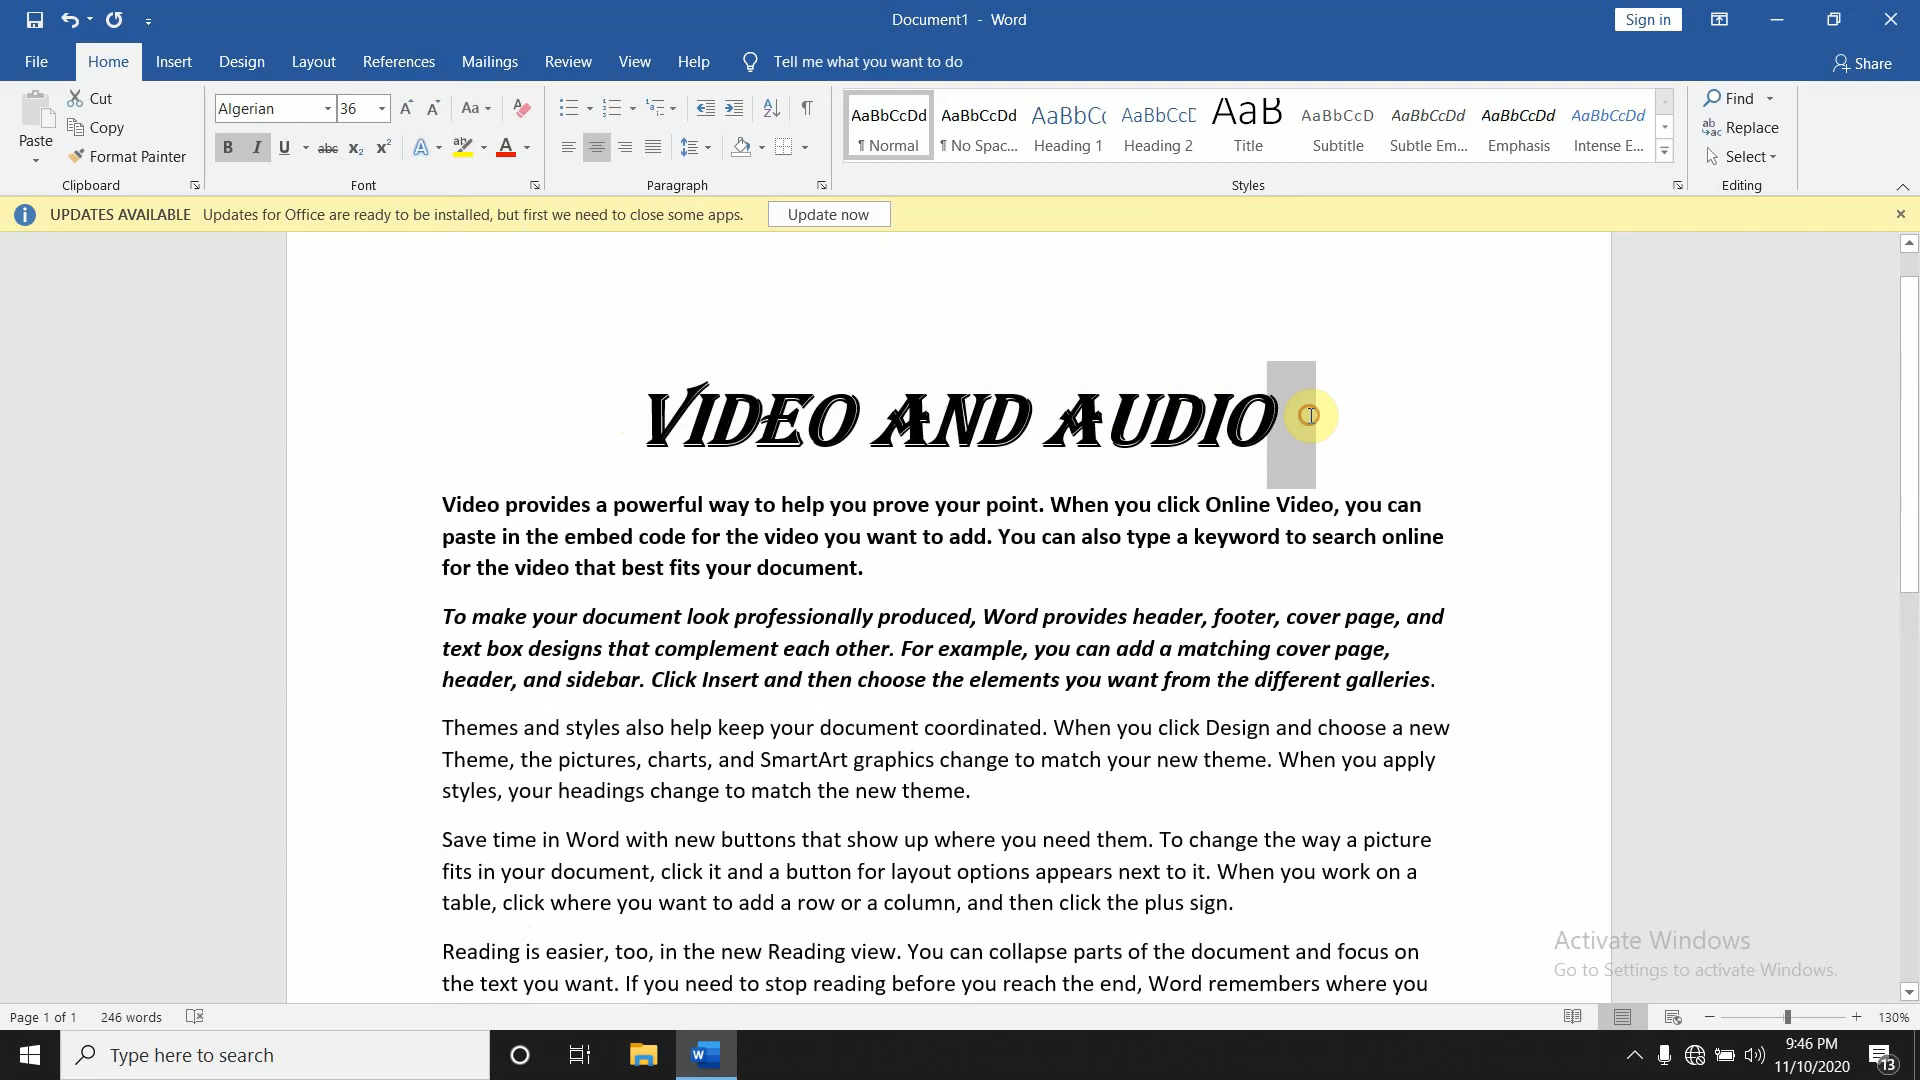 Document1 - Word
Sign in
File Home Insert Design Layout References Mailings Review View Help Tell me what you want to do Share
Paste
Cut
Copy
Format Painter
Clipboard
Algerian 36 Aa
B I U abc X2 X2 A A
Font
Paragraph
AaBbCcDd AaBbCcDd AaBbCc AaBbCcE AaB AaBbCcD AaBbCcDd AaBbCcDd AaBbCcDd
¶ Normal ¶ No Spac... Heading 1 Heading 2 Title Subtitle Subtle Em... Emphasis Intense E...
Styles
Find
Replace
Select
Editing
UPDATES AVAILABLE Updates for Office are ready to be installed, but first we need to close some apps. Update now
VIDEO AND AUDIO
Video provides a powerful way to help you prove your point. When you click Online Video, you can
paste in the embed code for the video you want to add. You can also type a keyword to search online
for the video that best fits your document.
To make your document look professionally produced, Word provides header, footer, cover page, and
text box designs that complement each other. For example, you can add a matching cover page,
header, and sidebar. Click Insert and then choose the elements you want from the different galleries.
Themes and styles also help keep your document coordinated. When you click Design and choose a new
Theme, the pictures, charts, and SmartArt graphics change to match your new theme. When you apply
styles, your headings change to match the new theme.
Save time in Word with new buttons that show up where you need them. To change the way a picture
fits in your document, click it and a button for layout options appears next to it. When you work on a
table, click where you want to add a row or a column, and then click the plus sign.
Reading is easier, too, in the new Reading view. You can collapse parts of the document and focus on
the text you want. If you need to stop reading before you reach the end, Word remembers where you
Activate Windows
Go to Settings to activate Windows.
Page 1 of 1 246 words 130%
Type here to search
9:46 PM
11/10/2020
13